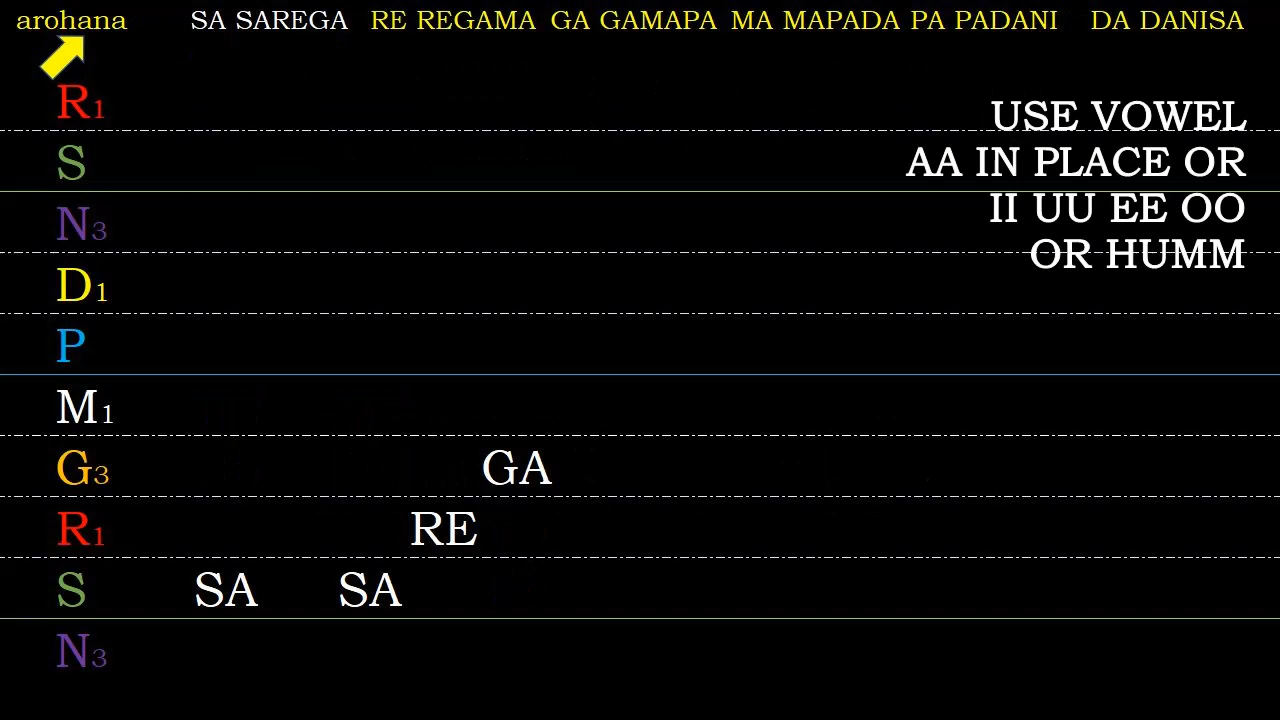 arohana SA SAREGA RE REGAMA GA GAMAPA MA MAPADA PA PADANI DA DANISA
R1
USE VOWEL
S
AA IN PLACE OR
N3
II UU EE OO
OR HUMM
D1
P
M1
G3 GA
R1 RE
S SA SA
N3